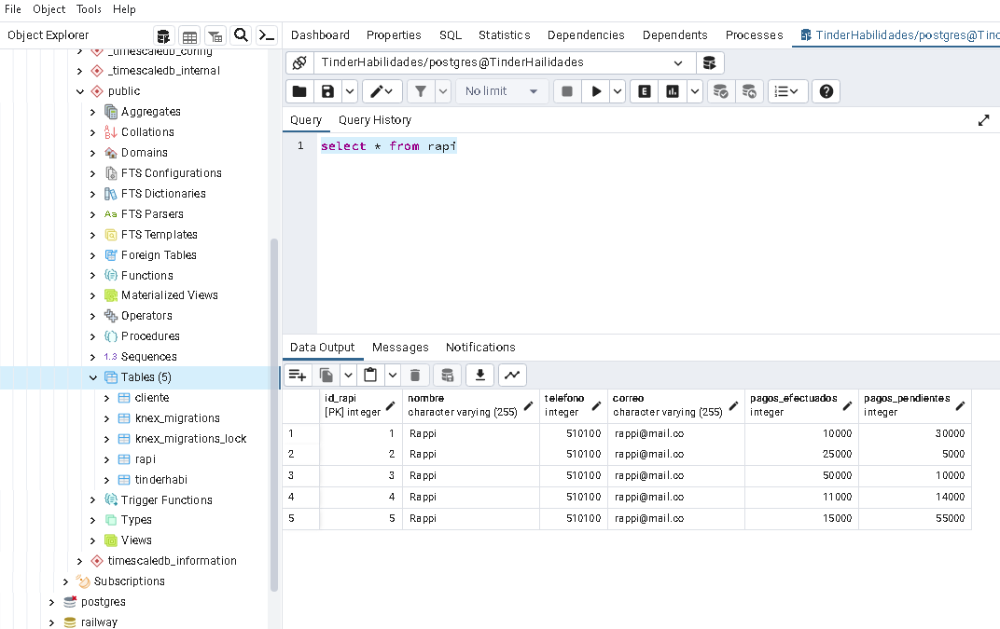 File Object Tools Help
Object Explorer
_timescaledb_config
_timescaledb_internal
public
Aggregates
Collations
Domains
FTS Configurations
FTS Dictionaries
Aa FTS Parsers
FTS Templates
Foreign Tables
Functions
Materialized Views
Operators
Procedures
1.3 Sequences
Tables (5)
cliente
knex_migrations
knex_migrations_lock
rapi
tinderhabi
Trigger Functions
Types
Views
timescaledb_information
Subscriptions
postgres
railway
Dashboard Properties SQL Statistics Dependencies Dependents Processes TinderHabilidades/postgres@Tind
TinderHabilidades/postgres@TinderHailidades
No limit E
Query Query History
1 select * from rapi
Data Output Messages Notifications
id_rapi nombre telefono correo pagos_efectuados pagos_pendientes
[PK] integer character varying (255) integer character varying (255) integer integer
1 1 Rappi 510100 rappi@mail.co 10000 30000
2 2 Rappi 510100 rappi@mail.co 25000 5000
3 3 Rappi 510100 rappi@mail.co 50000 10000
4 4 Rappi 510100 rappi@mail.co 11000 14000
5 5 Rappi 510100 rappi@mail.co 15000 55000